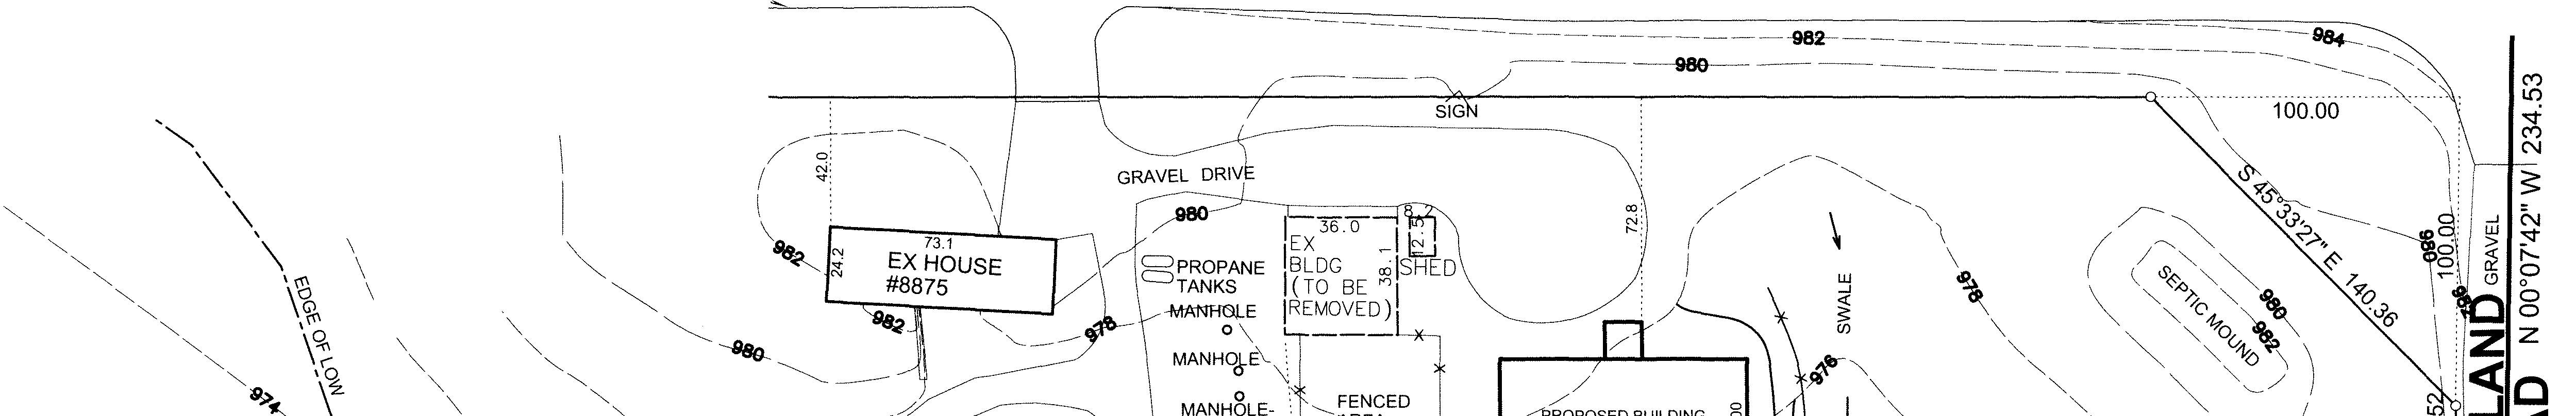 982
984
980
SIGN
100.00
42.0
GRAVEL DRIVE
980
36.0
8.2
12.5
72.8
S 45°33'27" E 140.36
N 00°07'42" W 234.53
982
24.2
73.1
EX HOUSE
#8875
PROPANE
TANKS
EX
BLDG
(TO BE
REMOVED)
38.1
SHED
980
100.00
GRAVEL
EDGE OF LOW
982
980
978
MANHOLE
MANHOLE
MANHOLE-
SWALE
978
976
SEPTIC MOUND
980
982
974
FENCED
AREA
PROPOSED BUILDING
LAND
AD